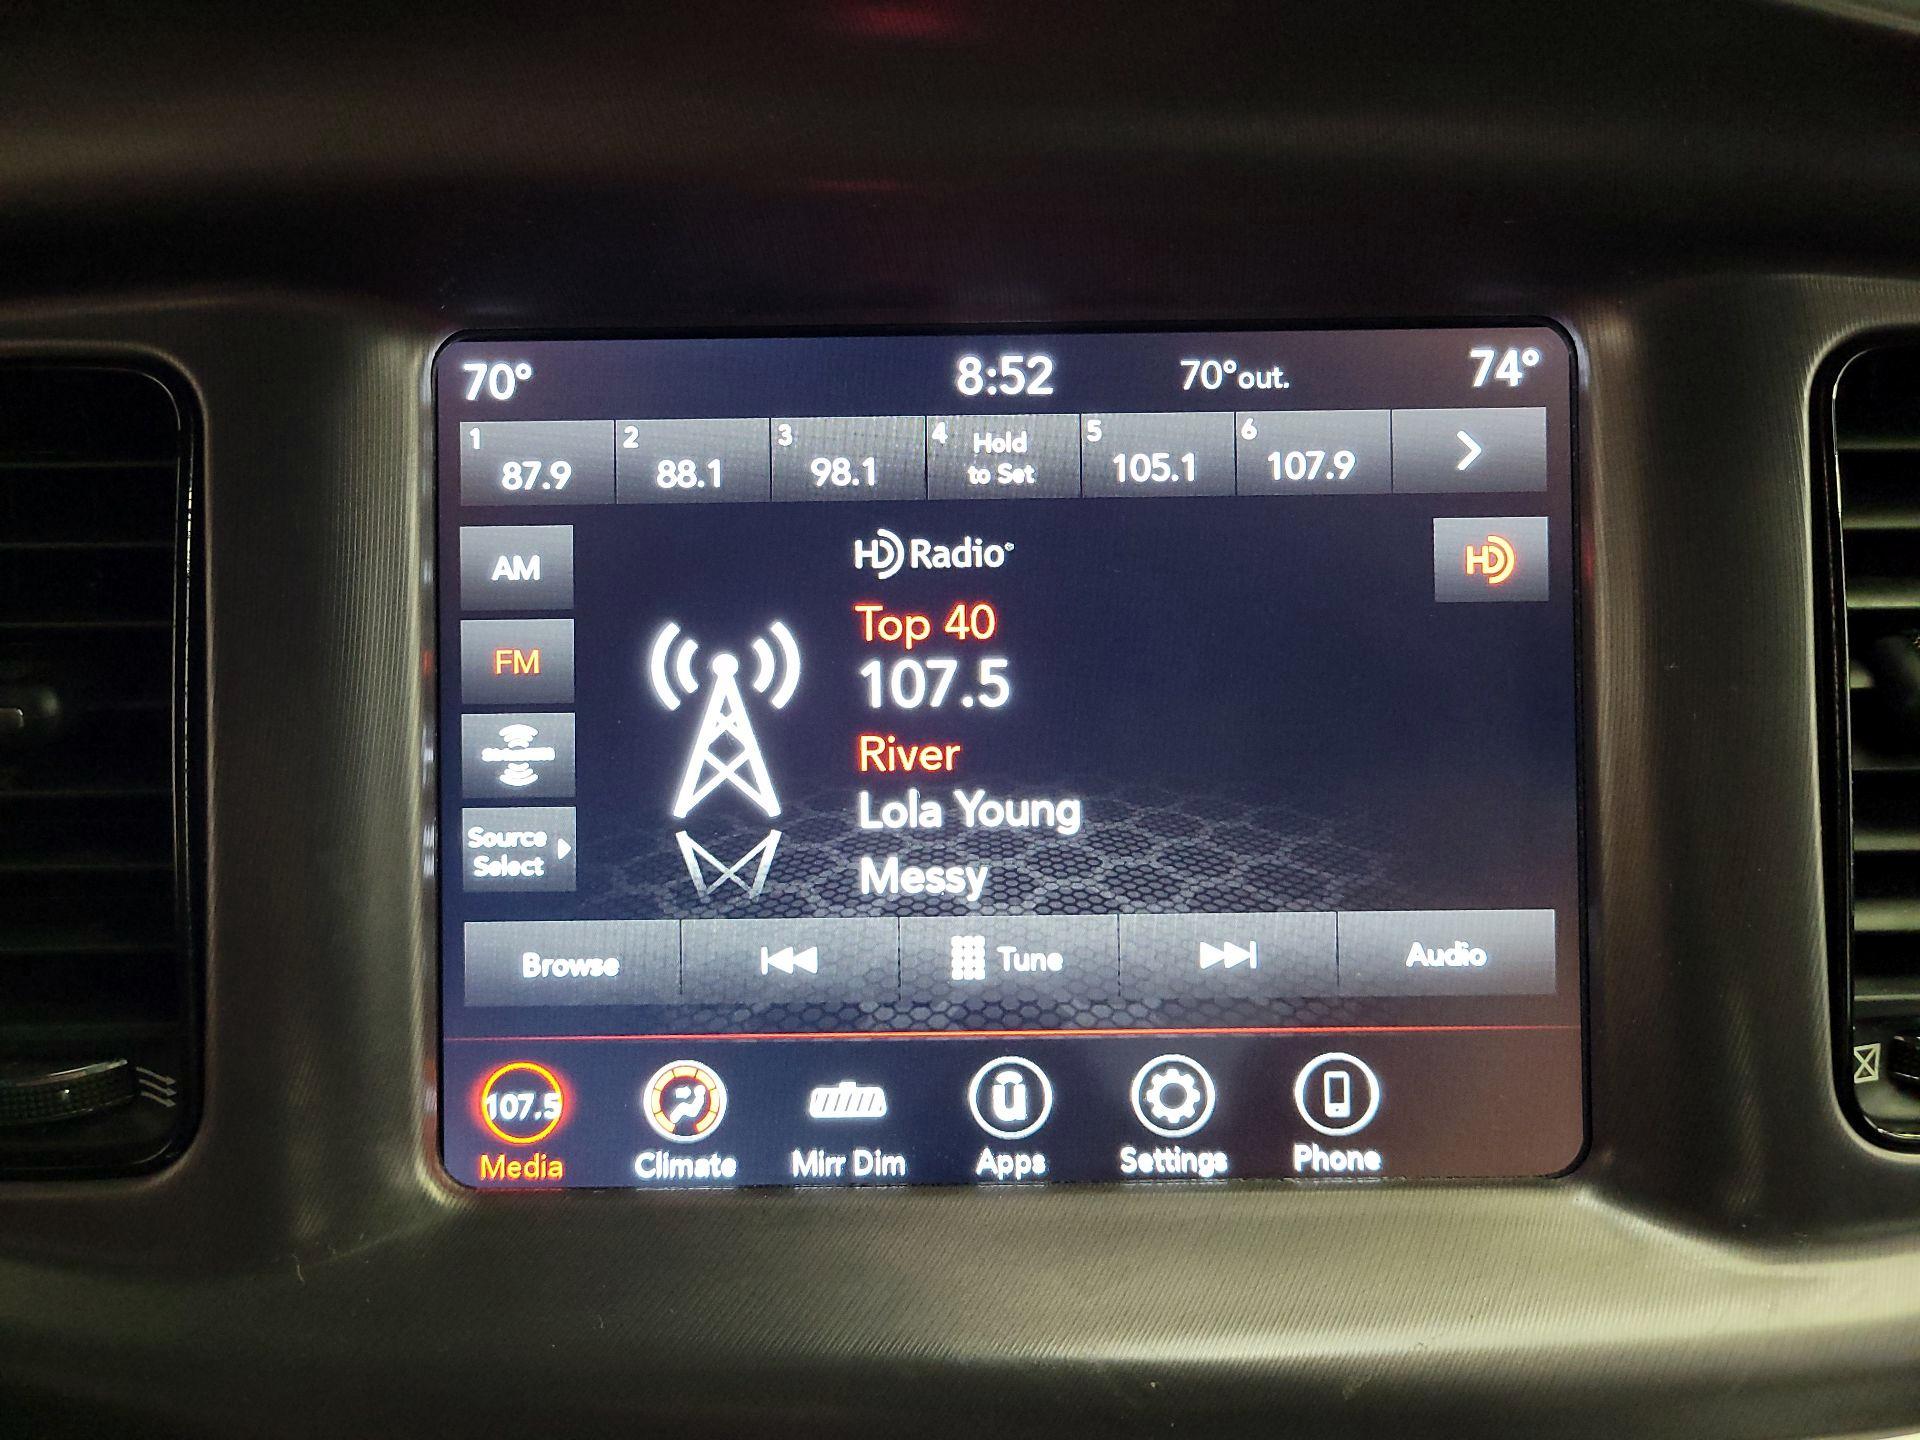 70° 8:52 70° out. 74°
1 87.9 2 88.1 3 98.1 4 Hold to Set 5 105.1 6 107.9
HD Radio
HD
AM
FM
Source
Select
Top 40
107.5
River
Lola Young
Messy
Browse Tune Audio
107.5
Media Climate Mirr Dim Apps Settings Phone